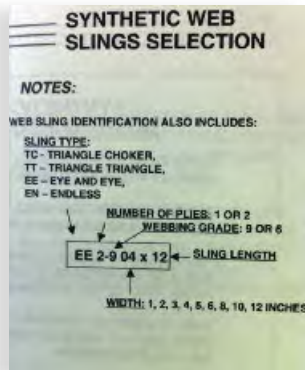 SYNTHETIC WEB
SLINGS SELECTION
NOTES:
WEB SLING IDENTIFICATION ALSO INCLUDES:
SLING TYPE:
TC - TRIANGLE CHOKER,
TT - TRIANGLE TRIANGLE,
EE - EYE AND EYE,
EN - ENDLESS
NUMBER OF PLIES: 1 OR 2
WEBBING GRADE: 9 OR 6
EE 2-9 04 x 12
SLING LENGTH
WIDTH: 1, 2, 3, 4, 5, 6, 8, 10, 12 INCHES